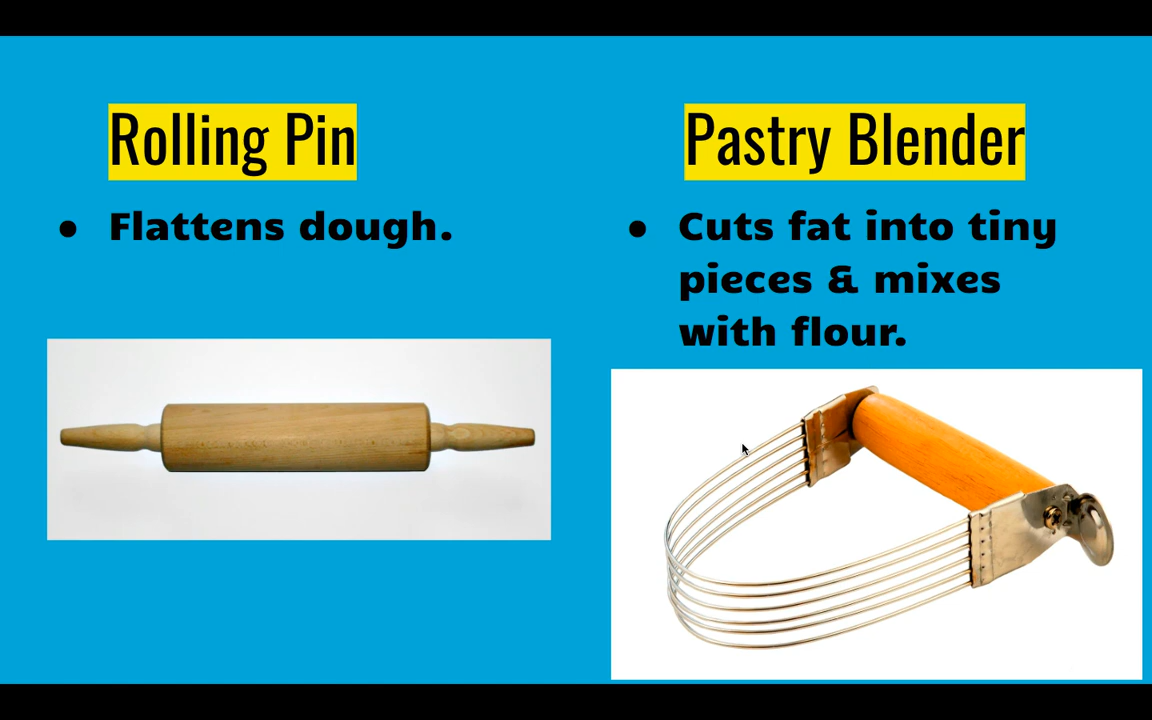 Rolling Pin
● Flattens dough.
Pastry Blender
● Cuts fat into tiny
pieces & mixes
with flour.